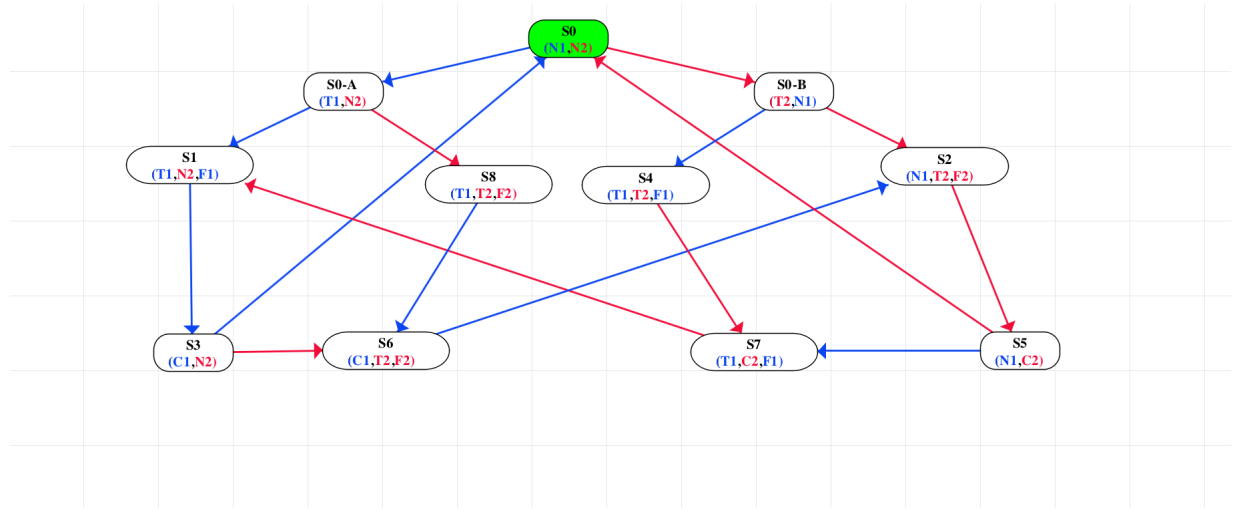 S0
(N1,N2)
S0-A
(T1,N2)
S0-B
(T2,N1)
S1
(T1,N2,F1)
S8
(T1,T2,F2)
S4
(T1,T2,F1)
S2
(N1,T2,F2)
S3
(C1,N2)
S6
(C1,T2,F2)
S7
(T1,C2,F1)
S5
(N1,C2)